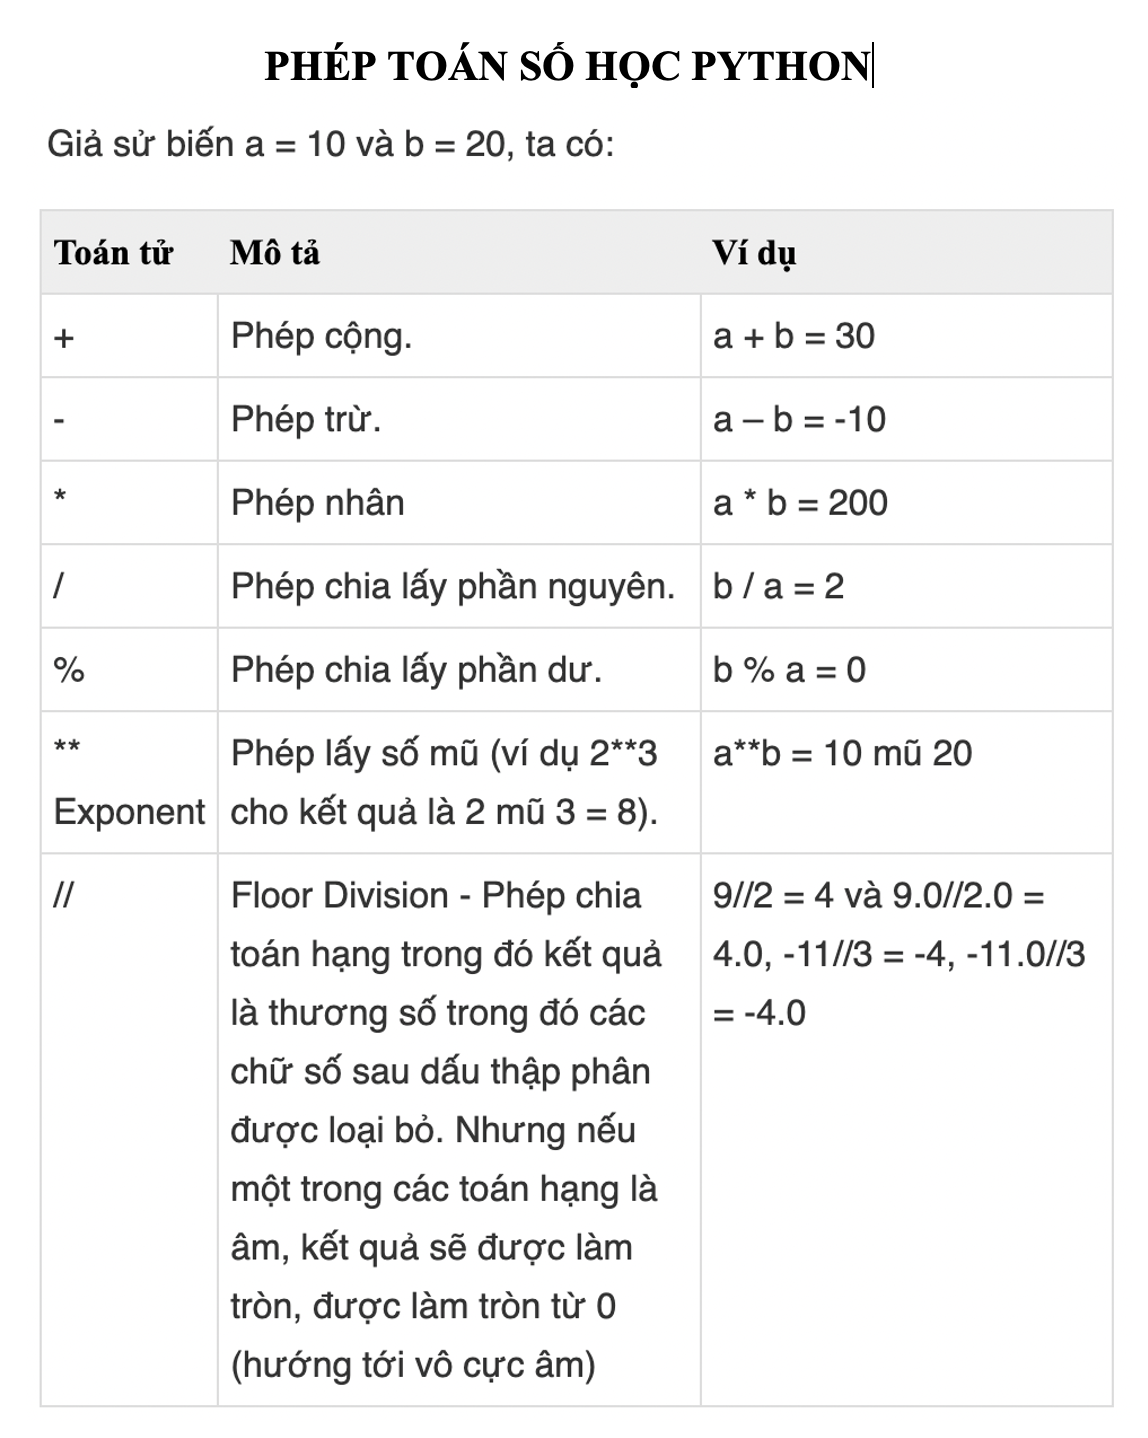 PHÉP TOÁN SỐ HỌC PYTHON
Giả sử biến a = 10 và b = 20, ta có:
Toán tử Mô tả Ví dụ
+ Phép cộng. a + b = 30
- Phép trừ. a – b = -10
* Phép nhân a * b = 200
/ Phép chia lấy phần nguyên. b / a = 2
% Phép chia lấy phần dư. b % a = 0
**
Exponent
Phép lấy số mũ (ví dụ 2**3
cho kết quả là 2 mũ 3 = 8).
a**b = 10 mũ 20
//
Floor Division - Phép chia
toán hạng trong đó kết quả
là thương số trong đó các
chữ số sau dấu thập phân
được loại bỏ. Nhưng nếu
một trong các toán hạng là
âm, kết quả sẽ được làm
tròn, được làm tròn từ 0
(hướng tới vô cực âm)
9//2 = 4 và 9.0//2.0 =
4.0, -11//3 = -4, -11.0//3
= -4.0